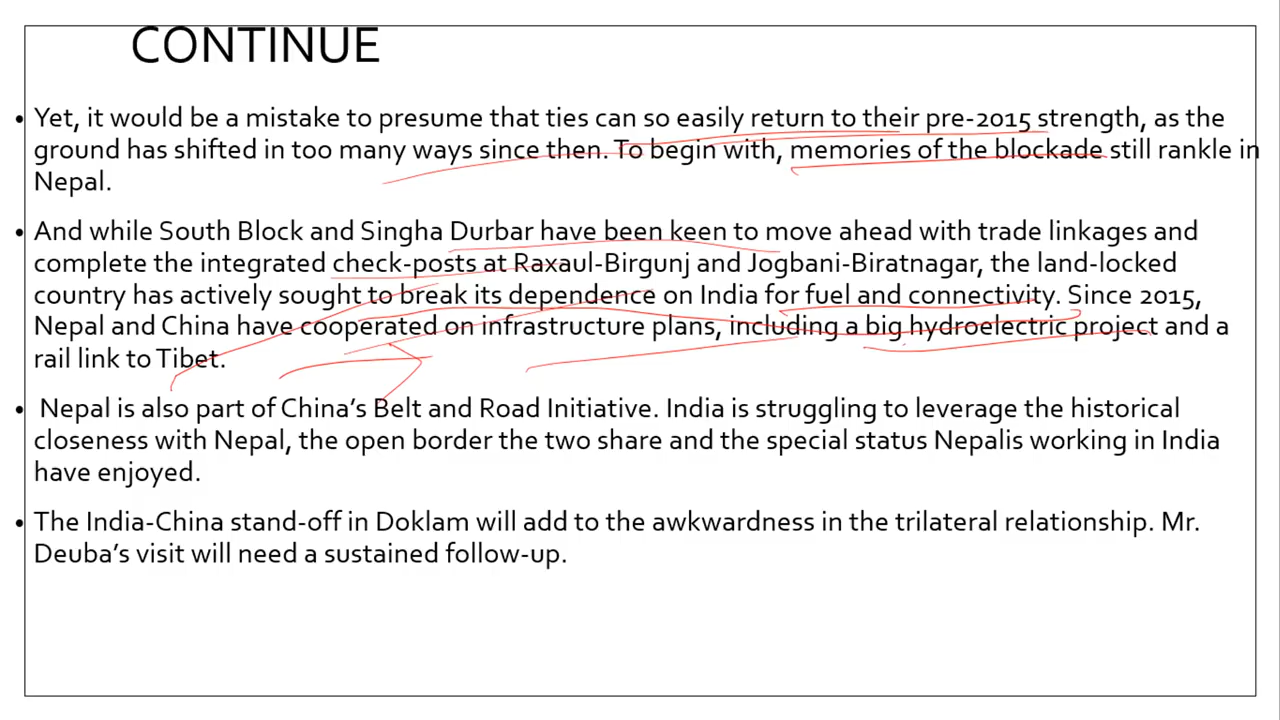 CONTINUE
• Yet, it would be a mistake to presume that ties can so easily return to their pre-2015 strength, as the
ground has shifted in too many ways since then. To begin with, memories of the blockade still rankle in
Nepal.
• And while South Block and Singha Durbar have been keen to move ahead with trade linkages and
complete the integrated check-posts at Raxaul-Birgunj and Jogbani-Biratnagar, the land-locked
country has actively sought to break its dependence on India for fuel and connectivity. Since 2015,
Nepal and China have cooperated on infrastructure plans, including a big hydroelectric project and a
rail link to Tibet.
• Nepal is also part of China’s Belt and Road Initiative. India is struggling to leverage the historical
closeness with Nepal, the open border the two share and the special status Nepalis working in India
have enjoyed.
• The India-China stand-off in Doklam will add to the awkwardness in the trilateral relationship. Mr.
Deuba’s visit will need a sustained follow-up.